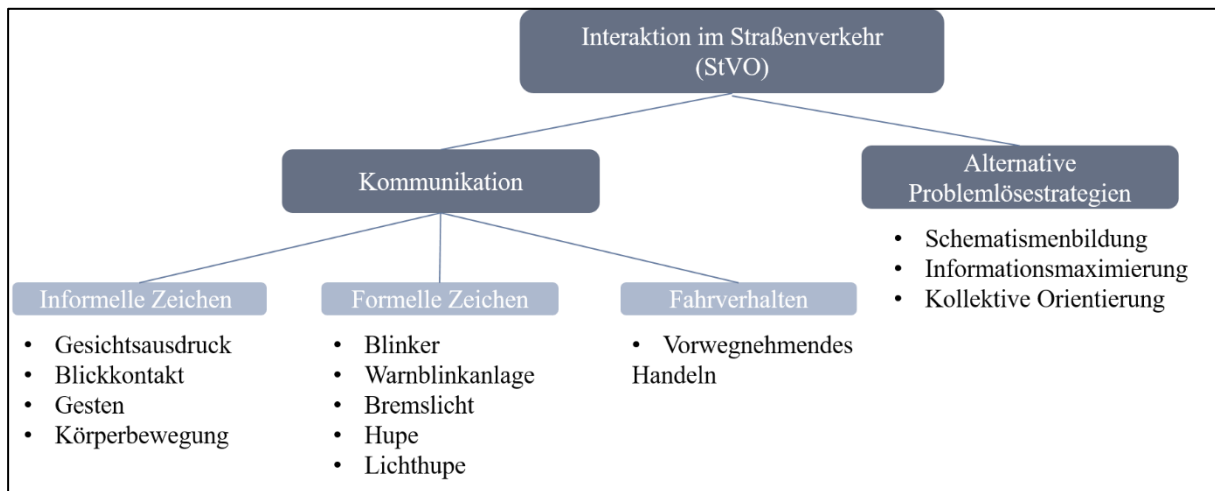 Interaktion im Straßenverkehr
(StVO)
Kommunikation
Alternative
Problemlösestrategien
• Schematismenbildung
• Informationsmaximierung
• Kollektive Orientierung
Informelle Zeichen
• Gesichtsausdruck
• Blickkontakt
• Gesten
• Körperbewegung
Formelle Zeichen
• Blinker
• Warnblinkanlage
• Bremslicht
• Hupe
• Lichthupe
Fahrverhalten
• Vorwegnehmendes
Handeln